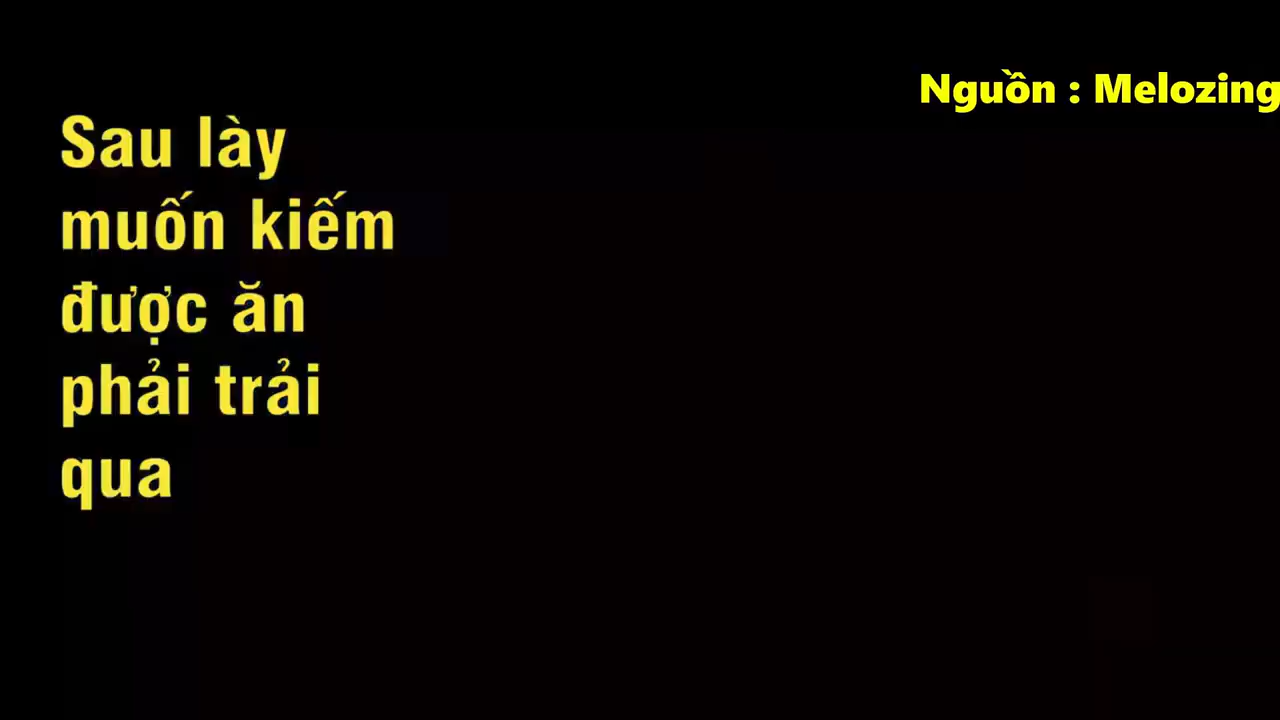 Nguồn : Melozing
Sau lày
muốn kiếm
được ăn
phải trải
qua